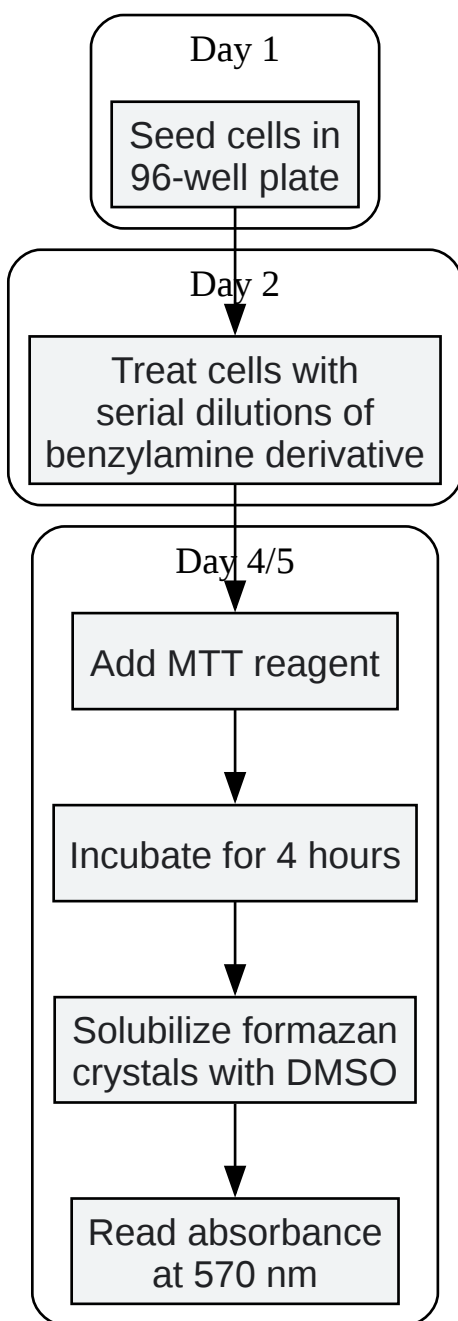 Day 1
Seed cells in
96-well plate
Day 2
Treat cells with
serial dilutions of
benzylamine derivative
Day 4/5
Add MTT reagent
Incubate for 4 hours
Solubilize formazan
crystals with DMSO
Read absorbance
at 570 nm